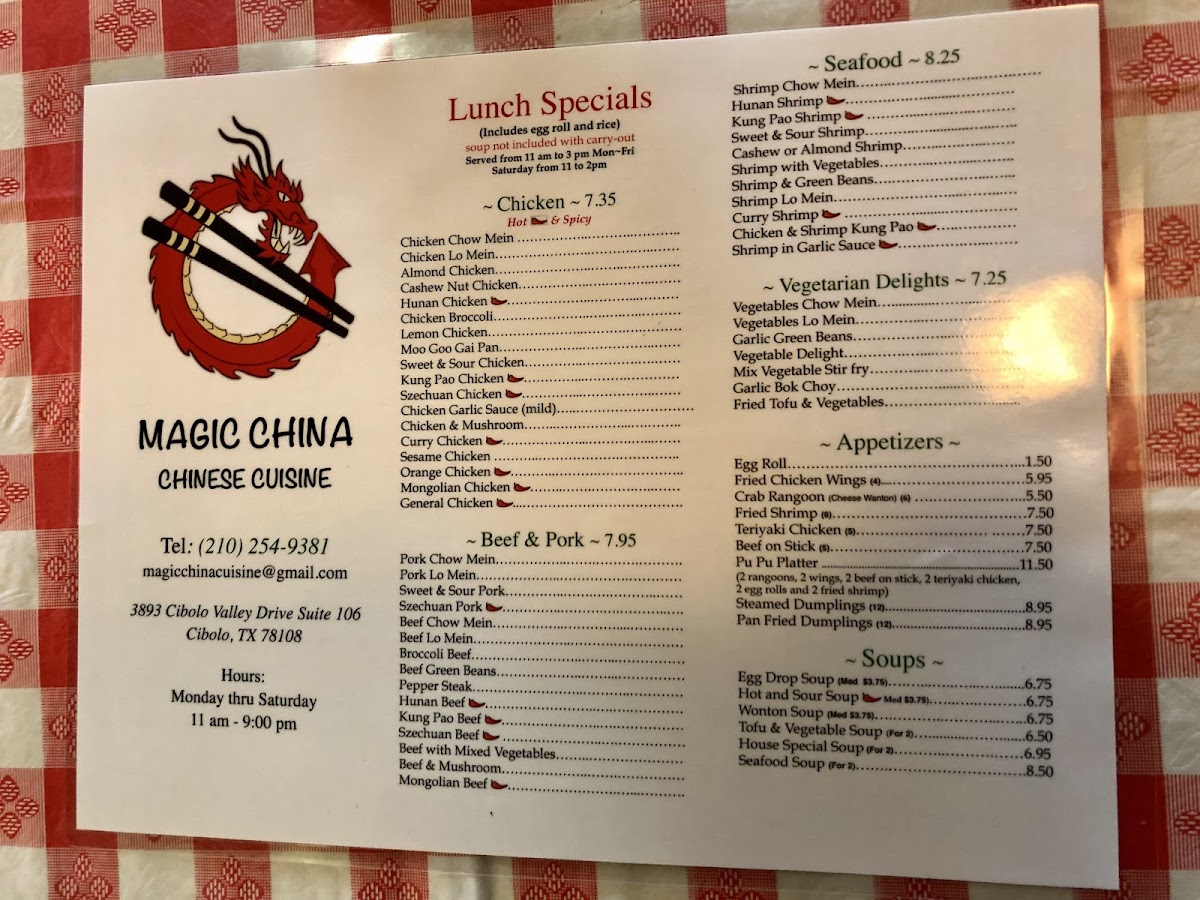 MAGIC CHINA
CHINESE CUISINE
Tel: (210) 254-9381
magicchinacuisine@gmail.com
3893 Cibolo Valley Drive Suite 106
Cibolo, TX 78108
Hours:
Monday thru Saturday
11 am - 9:00 pm
Lunch Specials
(Includes egg roll and rice)
soup not included with carry-out
Served from 11 am to 3 pm Mon~Fri
Saturday from 11 to 2pm
~ Chicken ~ 7.35
Hot & Spicy
Chicken Chow Mein
Chicken Lo Mein
Almond Chicken
Cashew Nut Chicken
Hunan Chicken
Chicken Broccoli
Lemon Chicken
Moo Goo Gai Pan
Sweet & Sour Chicken
Kung Pao Chicken
Szechuan Chicken
Chicken Garlic Sauce (mild)
Chicken & Mushroom
Curry Chicken
Sesame Chicken
Orange Chicken
Mongolian Chicken
General Chicken
~ Beef & Pork ~ 7.95
Pork Chow Mein
Pork Lo Mein
Sweet & Sour Pork
Szechuan Pork
Beef Chow Mein
Beef Lo Mein
Broccoli Beef
Beef Green Beans
Pepper Steak
Hunan Beef
Kung Pao Beef
Szechuan Beef
Beef with Mixed Vegetables
Beef & Mushroom
Mongolian Beef
~ Seafood ~ 8.25
Shrimp Chow Mein
Hunan Shrimp
Kung Pao Shrimp
Sweet & Sour Shrimp
Cashew or Almond Shrimp
Shrimp with Vegetables
Shrimp & Green Beans
Shrimp Lo Mein
Curry Shrimp
Chicken & Shrimp Kung Pao
Shrimp in Garlic Sauce
~ Vegetarian Delights ~ 7.25
Vegetables Chow Mein
Vegetables Lo Mein
Garlic Green Beans
Vegetable Delight
Mix Vegetable Stir fry
Garlic Bok Choy
Fried Tofu & Vegetables
~ Appetizers ~
Egg Roll 1.50
Fried Chicken Wings (4) 5.95
Crab Rangoon (Cheese Wanton) (6) 5.50
Fried Shrimp (6) 7.50
Teriyaki Chicken (5) 7.50
Beef on Stick (5) 7.50
Pu Pu Platter 11.50
(2 rangoons, 2 wings, 2 beef on stick, 2 teriyaki chicken,
2 egg rolls and 2 fried shrimp)
Steamed Dumplings (12) 8.95
Pan Fried Dumplings (12) 8.95
~ Soups ~
Egg Drop Soup (Med $3.75) 6.75
Hot and Sour Soup Med $3.75) 6.75
Wonton Soup (Med $3.75) 6.75
Tofu & Vegetable Soup (For 2) 6.50
House Special Soup (For 2) 6.95
Seafood Soup (For 2) 8.50